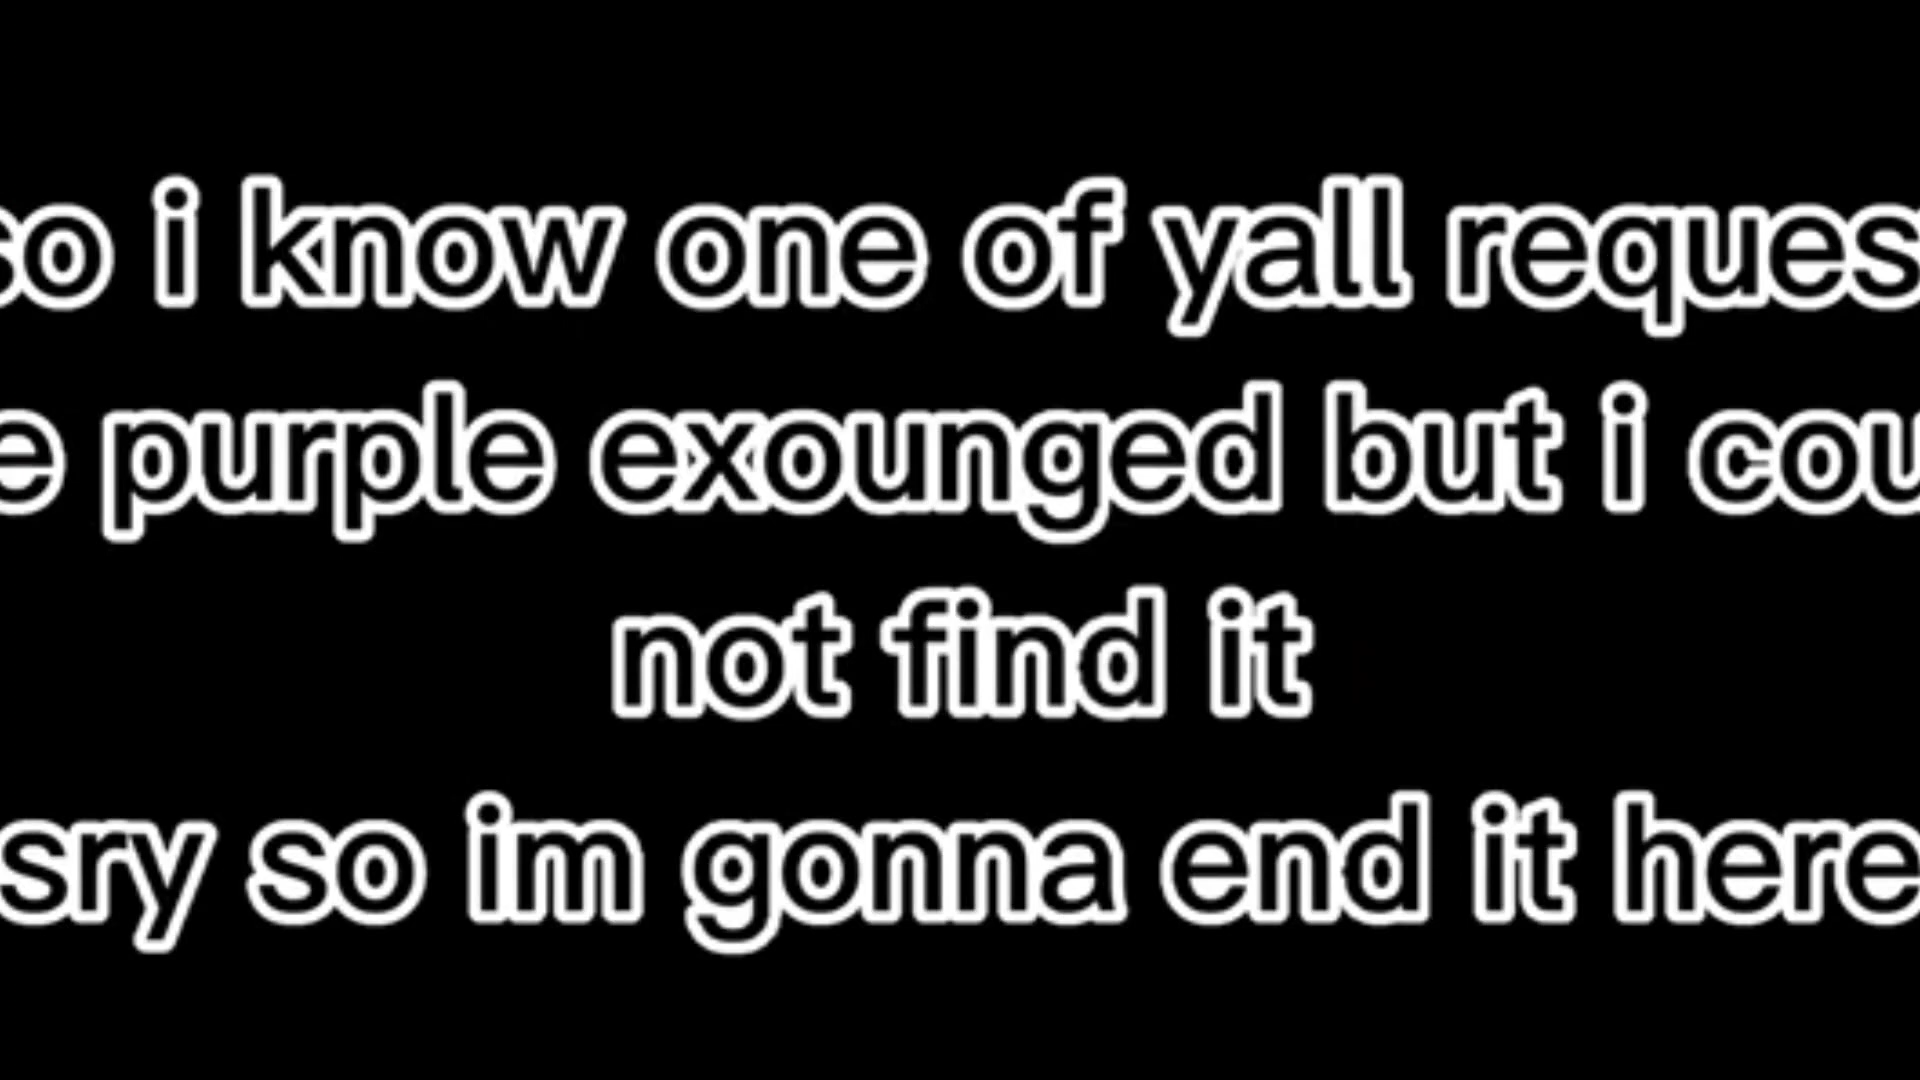 so i know one of yall reques
e purple exounged but i cou
not find it
sry so im gonna end it here